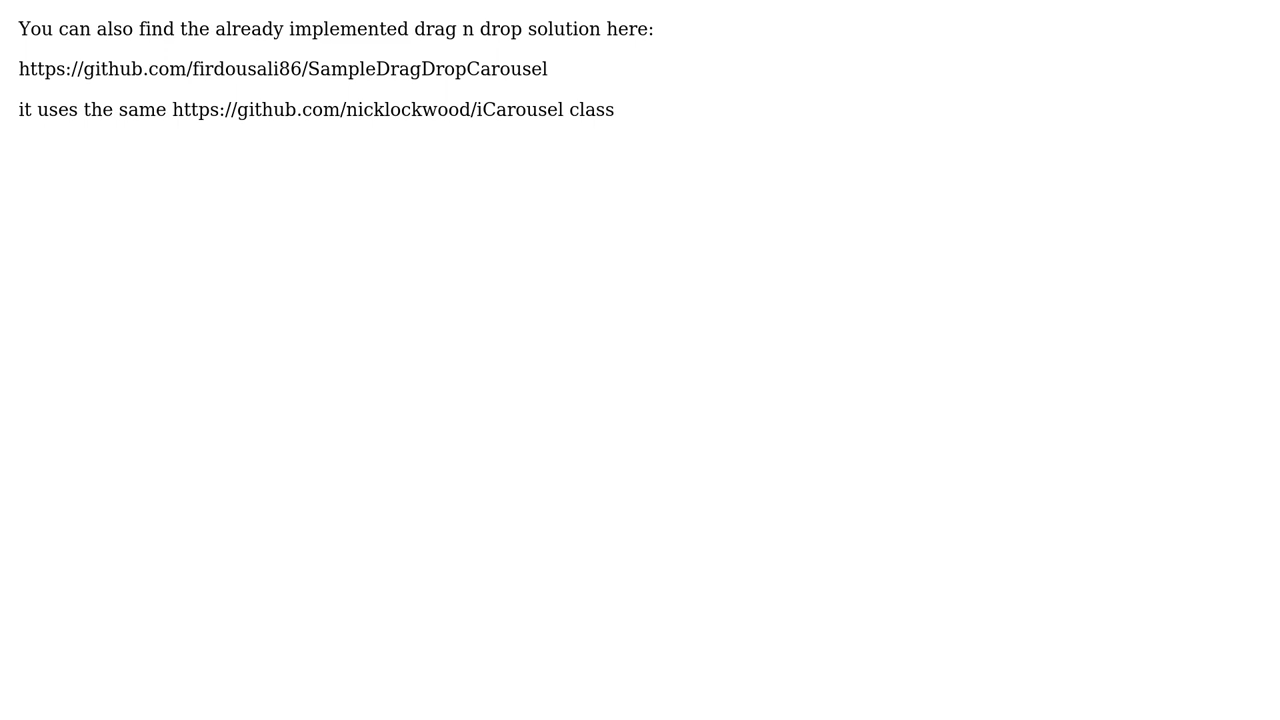 You can also find the already implemented drag n drop solution here:
https://github.com/firdousali86/SampleDragDropCarousel
it uses the same https://github.com/nicklockwood/iCarousel class